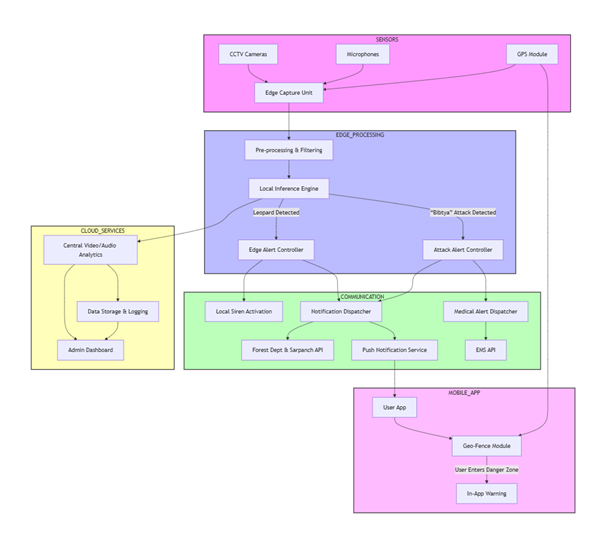 SENSORS
CCTV Cameras
Microphones
GPS Module
Edge Capture Unit
EDGE_PROCESSING
Pre-processing & Filtering
Local Inference Engine
Leopard Detected
"Bibtya" Attack Detected
CLOUD_SERVICES
Central Video/Audio
Analytics
Edge Alert Controller
Attack Alert Controller
COMMUNICATION
Data Storage & Logging
Local Siren Activation
Notification Dispatcher
Medical Alert Dispatcher
Admin Dashboard
Forest Dept & Sarpanch API
Push Notification Service
EMS API
MOBILE_APP
User App
Geo-Fence Module
User Enters Danger Zone
In-App Warning